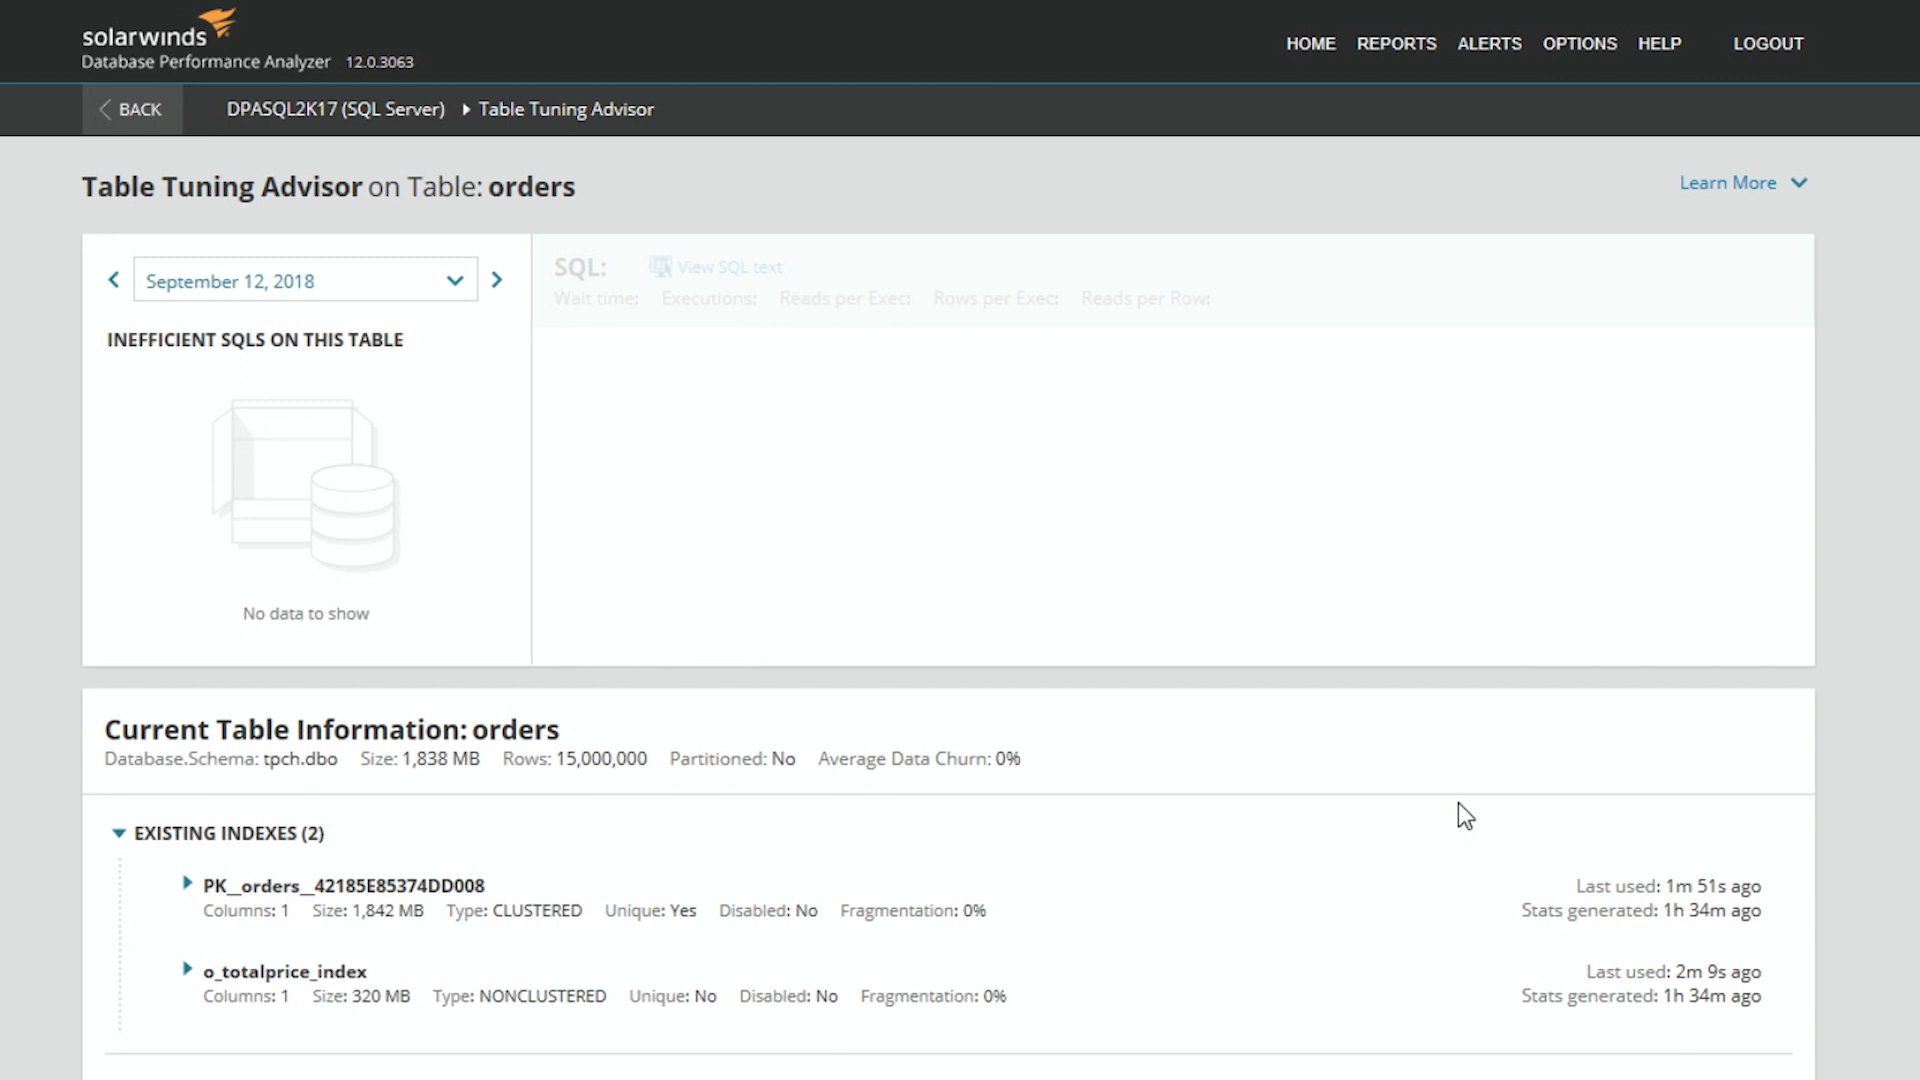 solarwinds
Database Performance Analyzer 12.0.3063
HOME REPORTS ALERTS OPTIONS HELP LOGOUT
BACK DPASQL2K17 (SQL Server) Table Tuning Advisor
Table Tuning Advisor on Table: orders
Learn More
September 12, 2018
INEFFICIENT SQLS ON THIS TABLE
No data to show
SQL: View SQL text
Wait time: Executions: Reads per Exec: Rows per Exec: Reads per Row:
Current Table Information: orders
Database.Schema: tpch.dbo Size: 1,838 MB Rows: 15,000,000 Partitioned: No Average Data Churn: 0%
EXISTING INDEXES (2)
PK__orders__42185E85374DD008 Last used: 1m 51s ago
Columns: 1 Size: 1,842 MB Type: CLUSTERED Unique: Yes Disabled: No Fragmentation: 0% Stats generated: 1h 34m ago
o_totalprice_index Last used: 2m 9s ago
Columns: 1 Size: 320 MB Type: NONCLUSTERED Unique: No Disabled: No Fragmentation: 0% Stats generated: 1h 34m ago